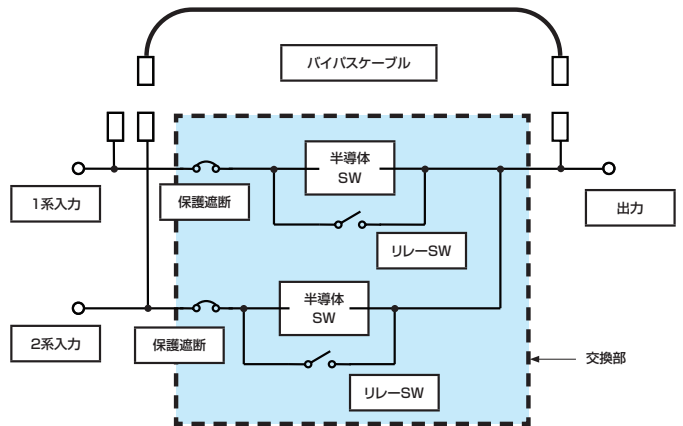 バイパスケーブル
半導体
SW
1系入力
保護遮断
出力
リレーSW
半導体
SW
2系入力
保護遮断
交換部
リレーSW